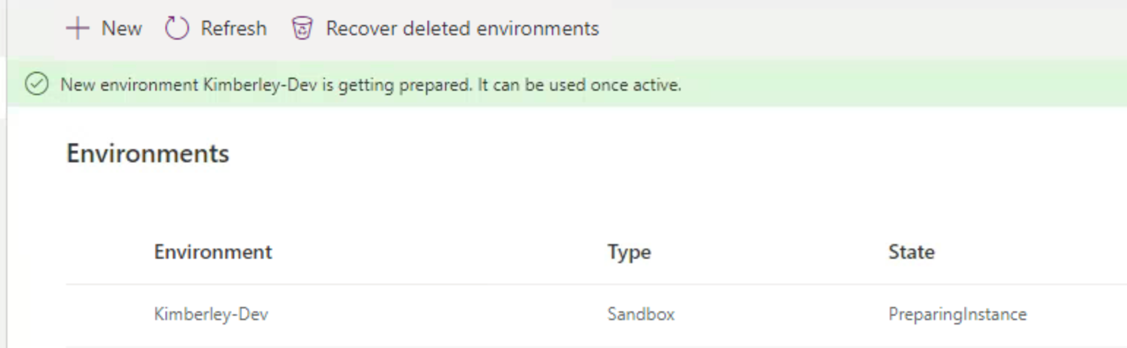 New Refresh Recover deleted environments
New environment Kimberley-Dev is getting prepared. It can be used once active.
Environments
Environment Type State
Kimberley-Dev Sandbox PreparingInstance